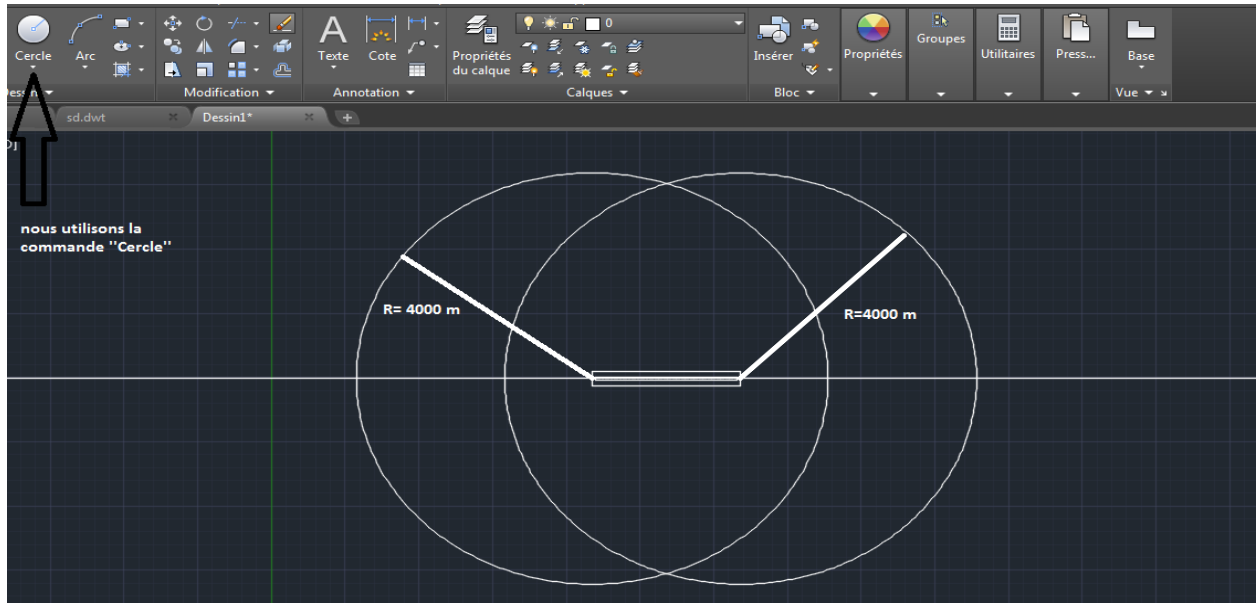 Cercle
Arc
Texte
Cote
Propriétés
du calque
0
Insérer
Propriétés
Groupes
Utilitaires
Press...
Base
Modification
Annotation
Calques
Bloc
Vue
sd.dwt
Dessin1*
nous utilisons la
commande ''Cercle''
R= 4000 m
R=4000 m